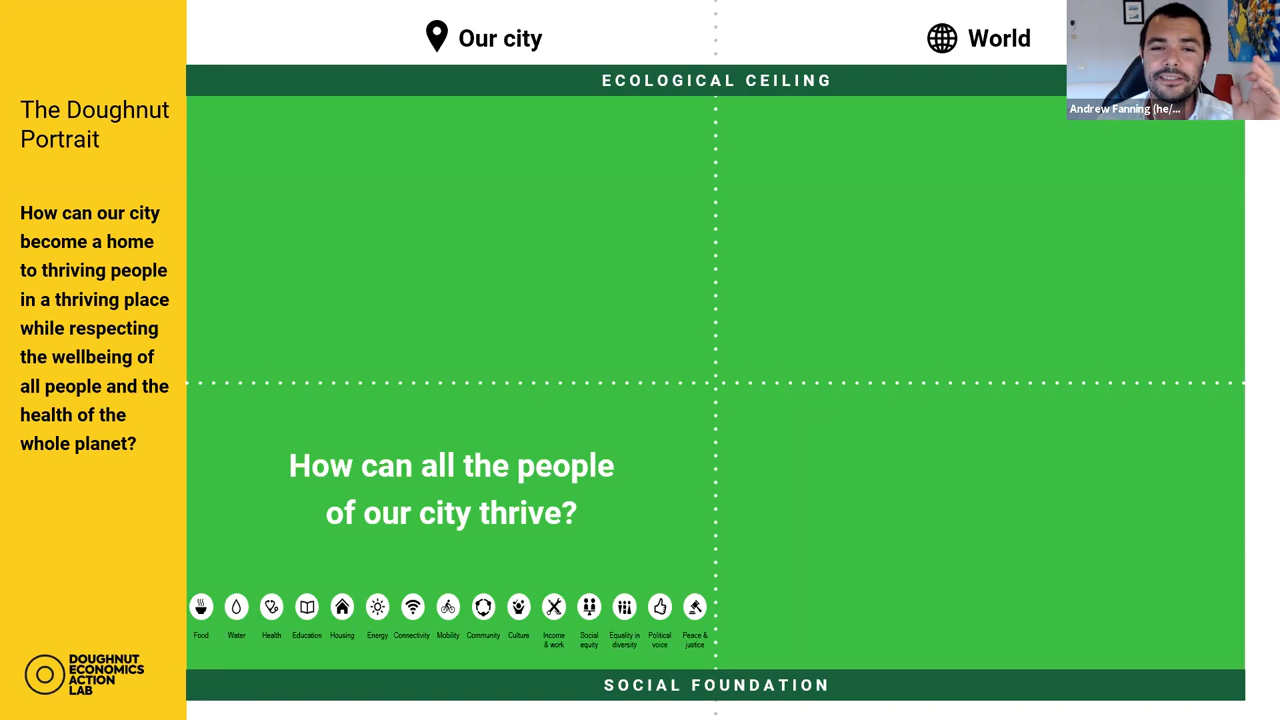 Our city
World
ECOLOGICAL CEILING
Andrew Fanning (he/...
The Doughnut
Portrait
How can our city
become a home
to thriving people
in a thriving place
while respecting
the wellbeing of
all people and the
health of the
whole planet?
How can all the people
of our city thrive?
Food
Water
Health
Education
Housing
Energy
Connectivity
Mobility
Community
Culture
Income
& work
Social
equity
Equality in
diversity
Political
voice
Peace &
justice
SOCIAL FOUNDATION
DOUGHNUT
ECONOMICS
ACTION
LAB